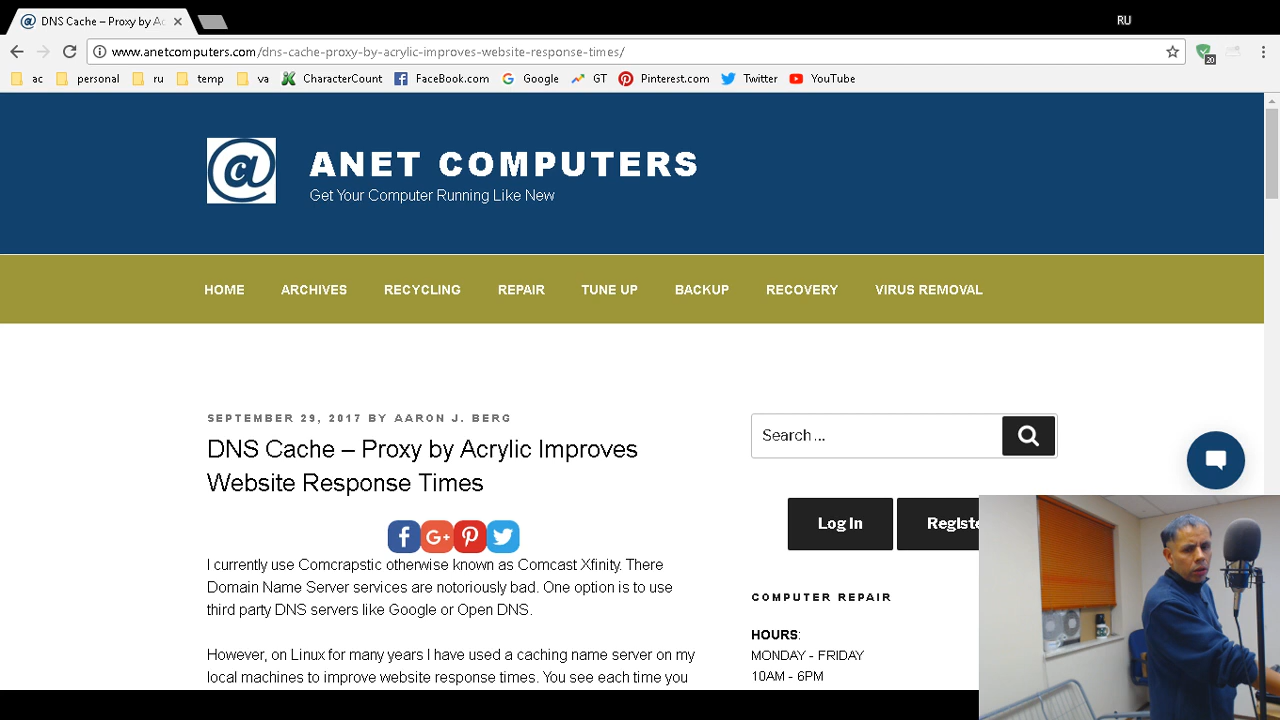 RU
DNS Cache – Proxy by Ac
www.anetcomputers.com/dns-cache-proxy-by-acrylic-improves-website-response-times/
20
ac personal ru temp va CharacterCount FaceBook.com Google GT Pinterest.com Twitter YouTube
ANET COMPUTERS
Get Your Computer Running Like New
HOME ARCHIVES RECYCLING REPAIR TUNE UP BACKUP RECOVERY VIRUS REMOVAL
SEPTEMBER 29, 2017 BY AARON J. BERG
DNS Cache – Proxy by Acrylic Improves
Website Response Times
I currently use Comcrapstic otherwise known as Comcast Xfinity. There
Domain Name Server services are notoriously bad. One option is to use
third party DNS servers like Google or Open DNS.
However, on Linux for many years I have used a caching name server on my
local machines to improve website response times. You see each time you
Search ...
Log In Registe
COMPUTER REPAIR
HOURS:
MONDAY - FRIDAY
10AM - 6PM